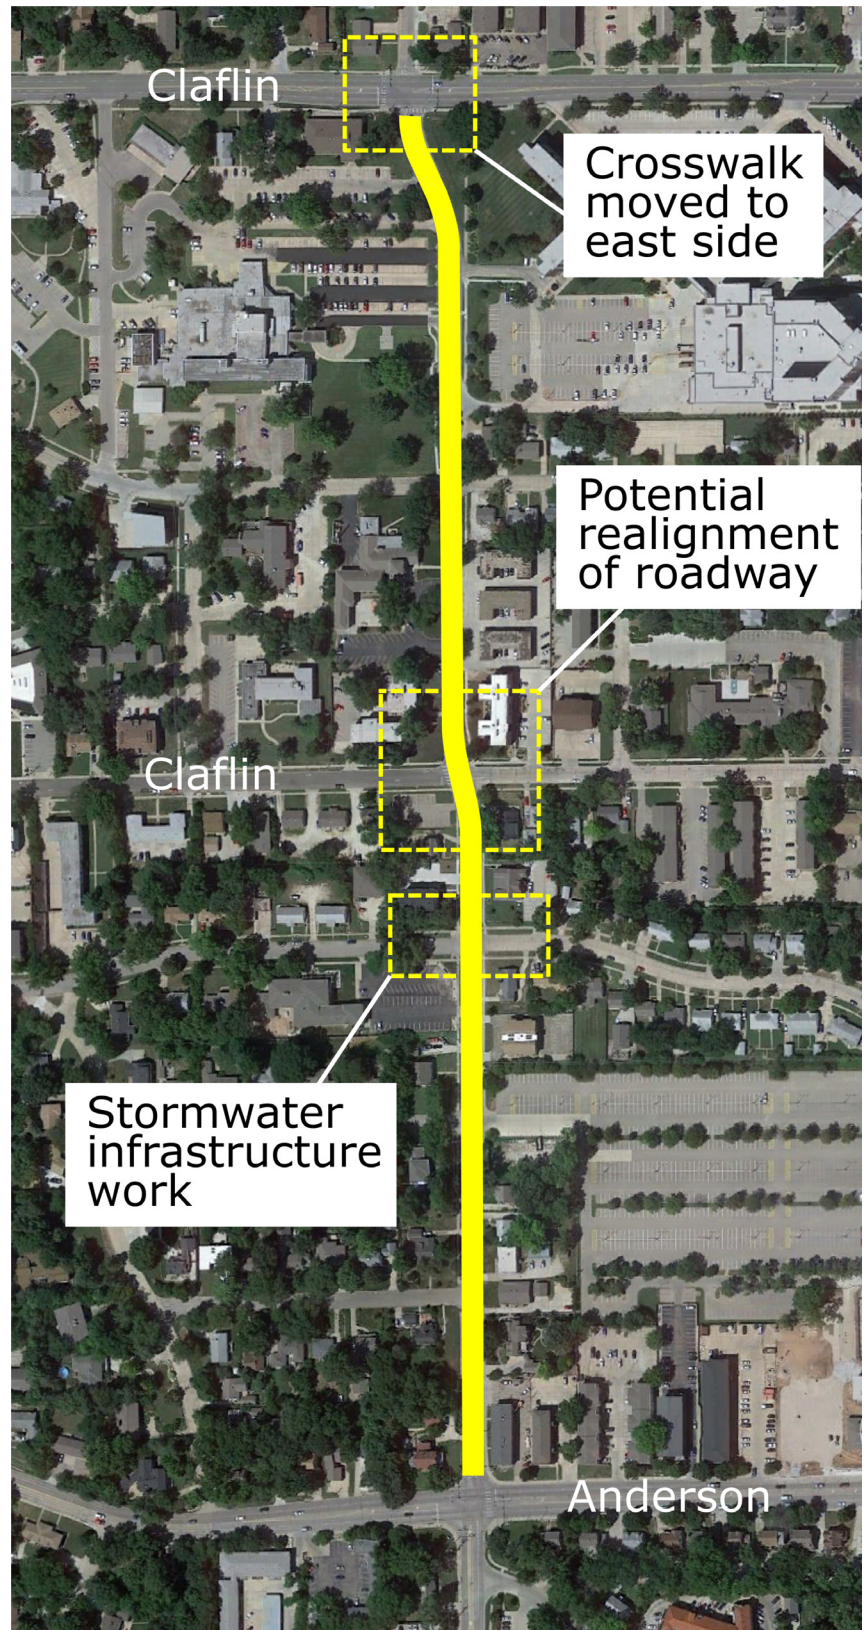 Claflin
Crosswalk
moved to
east side
Potential
realignment
of roadway
Claflin
Stormwater
infrastructure
work
Anderson